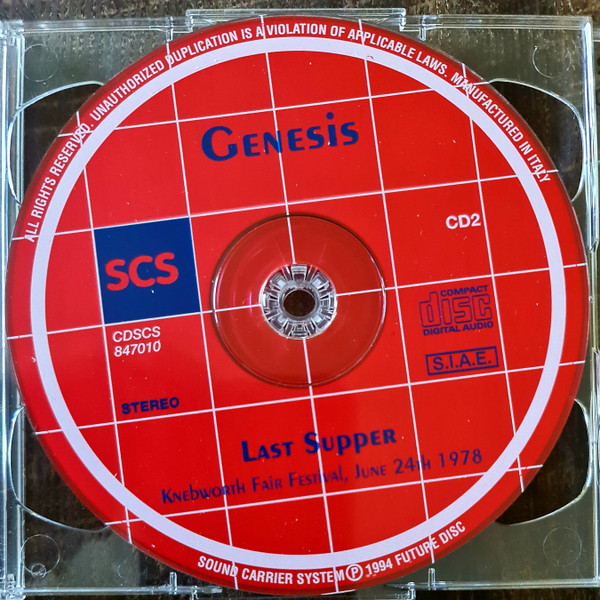 ALL RIGHTS RESERVSD. UNAUTHORIZED DUPLICATION IS A VIOLATION OF APPLICABLE LAWS. MANUFACTURED IN ITALY
GENESIS
CD2
SCS
COMPACT
disc
DIGITAL AUDIO
CDSCS
847010
S.I.A.E.
STEREO
LAST SUPPER
KNEBWORTH FAIR FESTIVAL, JUNE 24TH 1978
SOUND CARRIER SYSTEM Ⓟ 1994 FUTURE DISC